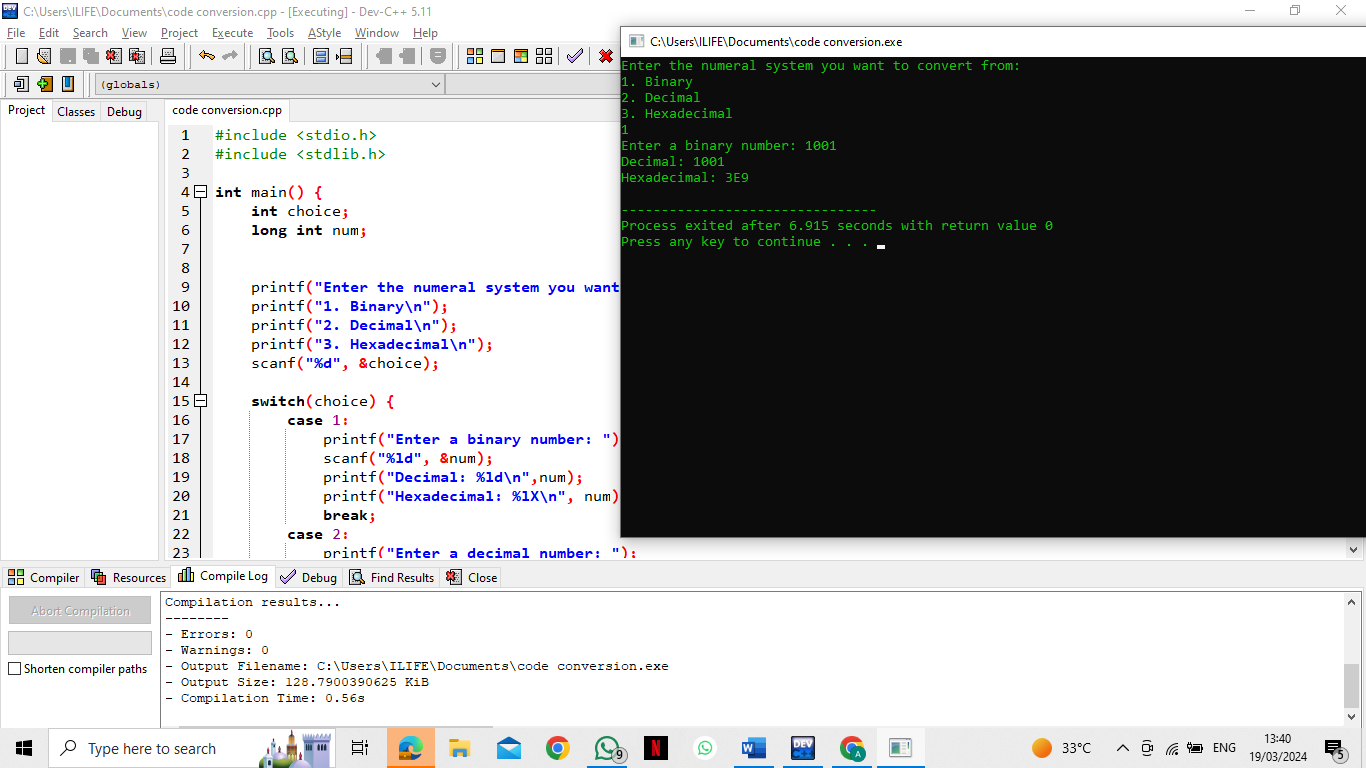 C:\Users\ILIFE\Documents\code conversion.cpp - [Executing] - Dev-C++ 5.11
File Edit Search View Project Execute Tools AStyle Window Help
(globals)
Project Classes Debug
code conversion.cpp
1 #include <stdio.h>
2 #include <stdlib.h>
3
4 int main() {
5 int choice;
6 long int num;
7
8
9 printf("Enter the numeral system you want
10 printf("1. Binary\n");
11 printf("2. Decimal\n");
12 printf("3. Hexadecimal\n");
13 scanf("%d", &choice);
14
15 switch(choice) {
16 case 1:
17 printf("Enter a binary number: ")
18 scanf("%ld", &num);
19 printf("Decimal: %ld\n",num);
20 printf("Hexadecimal: %lX\n", num)
21 break;
22 case 2:
23 printf("Enter a decimal number: ");
C:\Users\ILIFE\Documents\code conversion.exe
Enter the numeral system you want to convert from:
1. Binary
2. Decimal
3. Hexadecimal
1
Enter a binary number: 1001
Decimal: 1001
Hexadecimal: 3E9
--------------------------------
Process exited after 6.915 seconds with return value 0
Press any key to continue . . .
Compiler Resources Compile Log Debug Find Results Close
Abort Compilation
Shorten compiler paths
Compilation results...
--------
- Errors: 0
- Warnings: 0
- Output Filename: C:\Users\ILIFE\Documents\code conversion.exe
- Output Size: 128.7900390625 KiB
- Compilation Time: 0.56s
Type here to search
9
N
W
DEV
A
33°C
ENG
13:40
19/03/2024
5